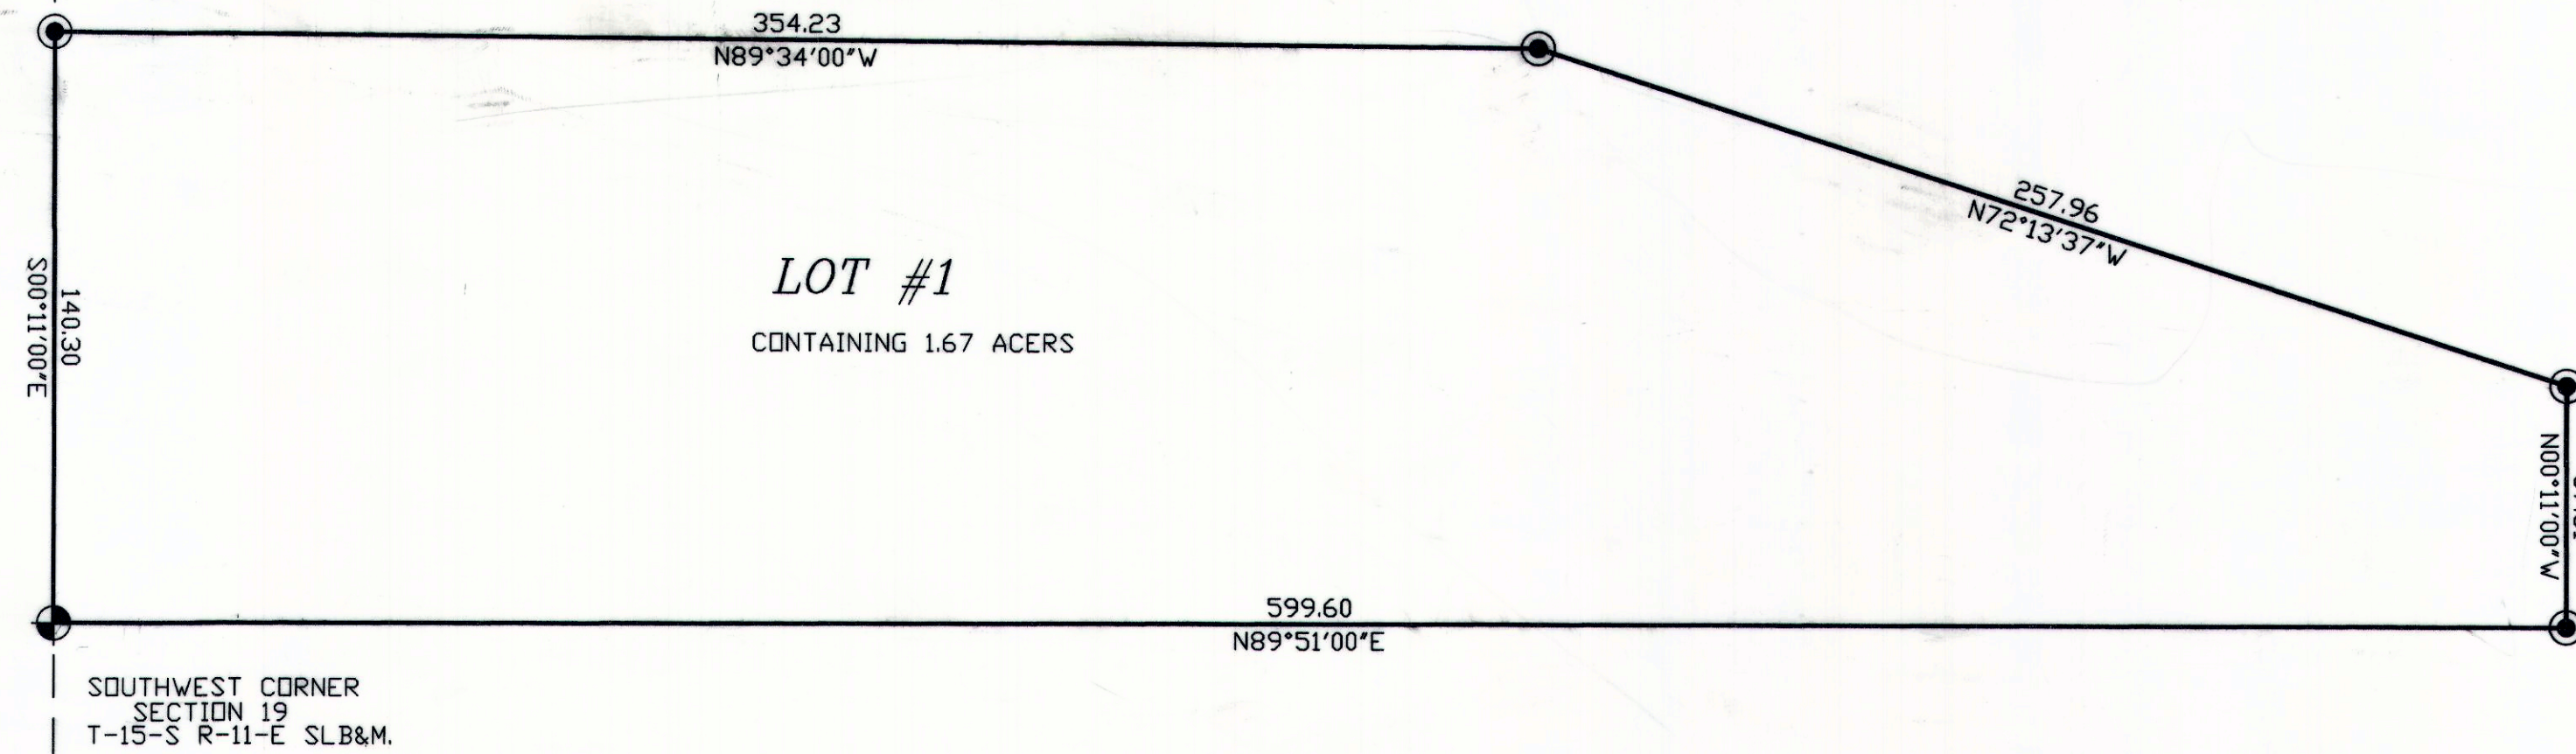 354.23
N89°34'00"W
257.96
N72°13'37"W
LOT #1
CONTAINING 1.67 ACERS
140.30
S00°11'00"E
N00°11'00"W
599.60
N89°51'00"E
SOUTHWEST CORNER
SECTION 19
T-15-S R-11-E SLB&M.